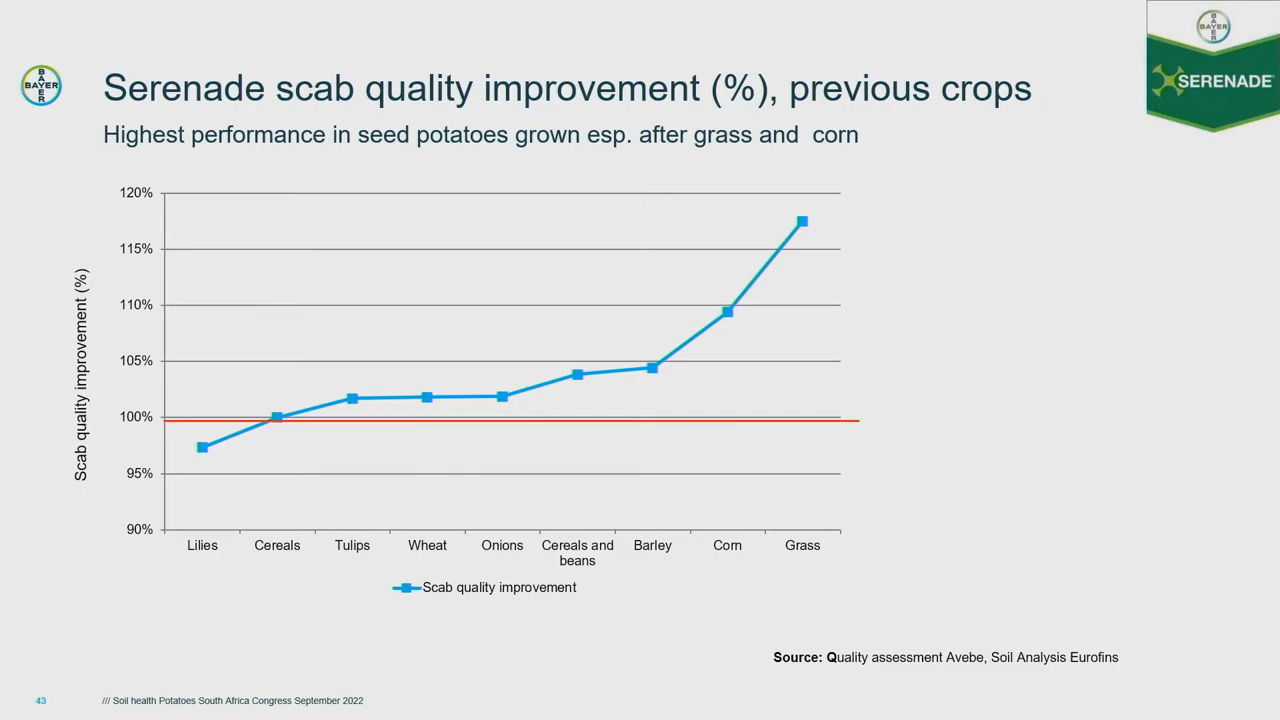 BAYER
BAYER
SERENADE
BAYER
BAYER
Serenade scab quality improvement (%), previous crops
Highest performance in seed potatoes grown esp. after grass and  corn
Scab quality improvement (%)
120%
115%
110%
105%
100%
95%
90%
Lilies
Cereals
Tulips
Wheat
Onions
Cereals and
beans
Barley
Corn
Grass
Scab quality improvement
Source: Quality assessment Avebe, Soil Analysis Eurofins
43
/// Soil health Potatoes South Africa Congress September 2022